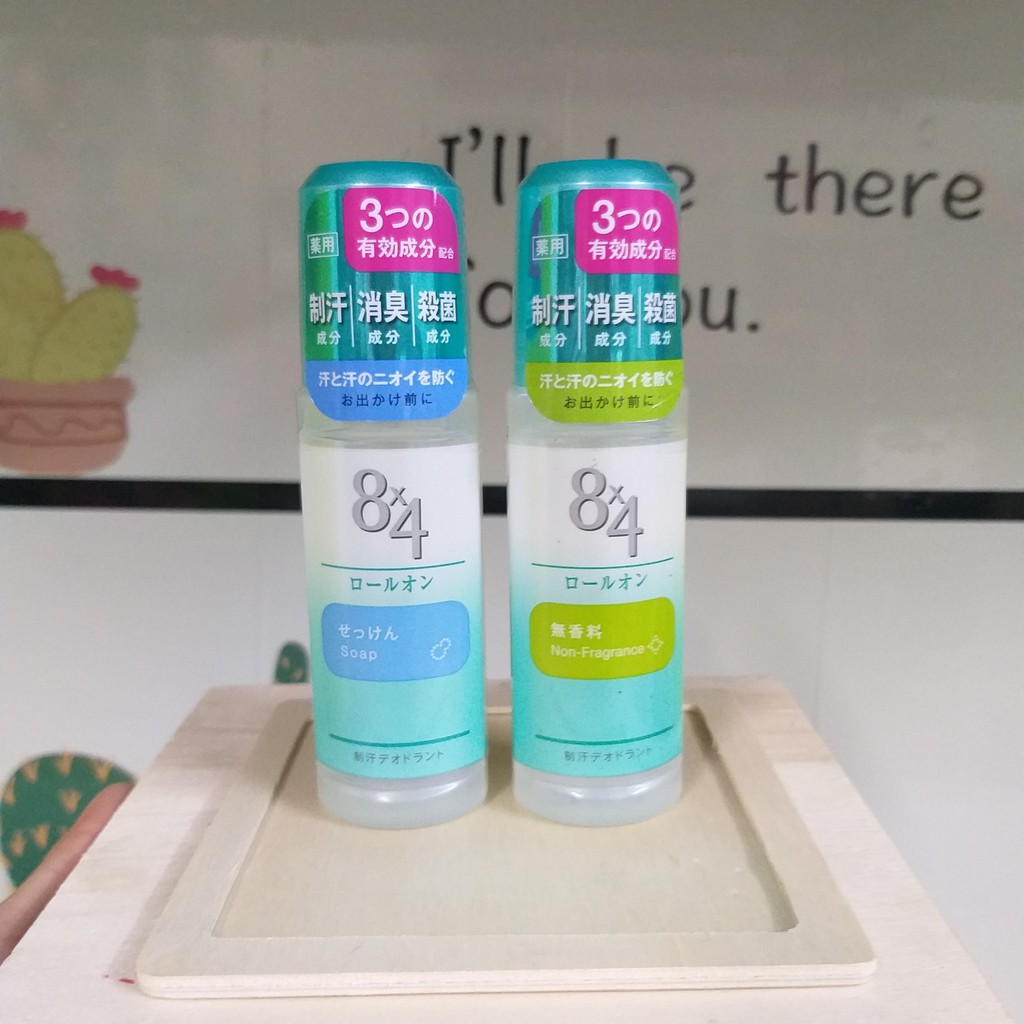 I'll be there
ou.
3つの
有効成分配合
薬用
制汗 消臭 殺菌
成分 成分 成分
汗と汗のニオイを防ぐ
お出かけ前に
8x4
ロールオン
せっけん
Soap
制汗デオドラント
3つの
有効成分配合
薬用
制汗 消臭 殺菌
成分 成分 成分
汗と汗のニオイを防ぐ
お出かけ前に
8x4
ロールオン
無香料
Non-Fragrance
制汗デオドラント